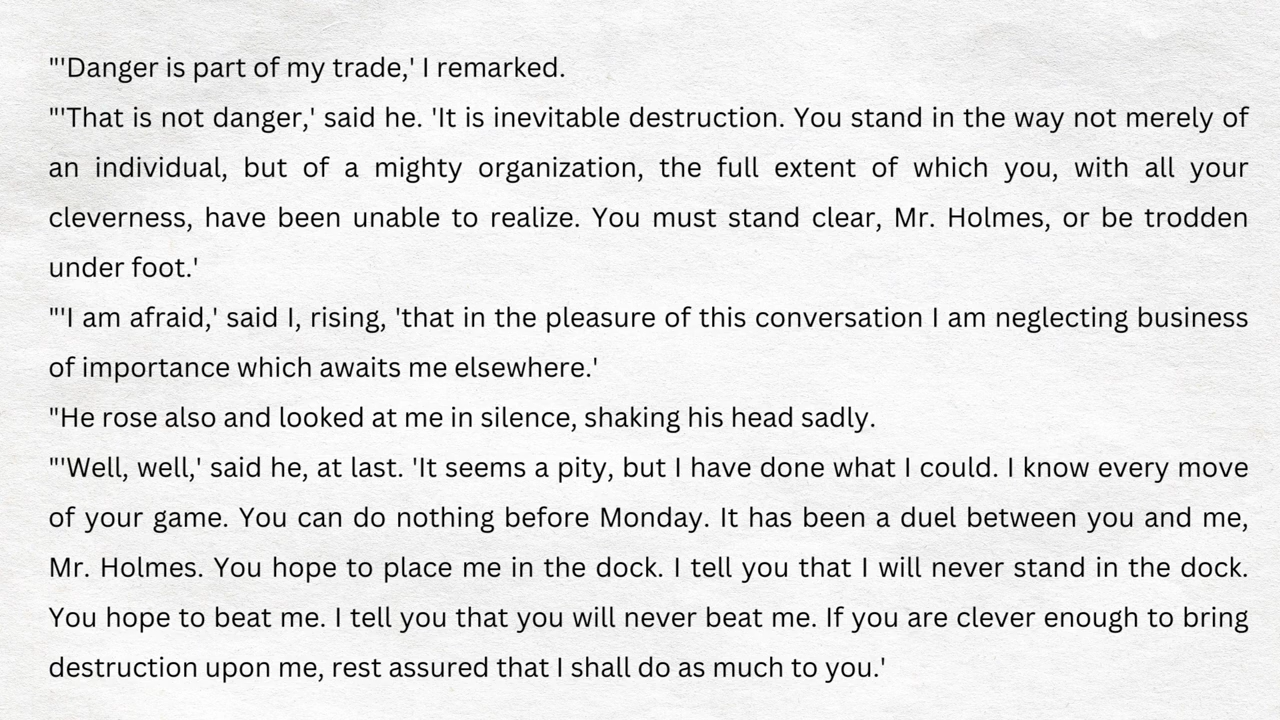 "'Danger is part of my trade,' I remarked.
"'That is not danger,' said he. 'It is inevitable destruction. You stand in the way not merely of
an individual, but of a mighty organization, the full extent of which you, with all your
cleverness, have been unable to realize. You must stand clear, Mr. Holmes, or be trodden
under foot.'
"'I am afraid,' said I, rising, 'that in the pleasure of this conversation I am neglecting business
of importance which awaits me elsewhere.'
"He rose also and looked at me in silence, shaking his head sadly.
"'Well, well,' said he, at last. 'It seems a pity, but I have done what I could. I know every move
of your game. You can do nothing before Monday. It has been a duel between you and me,
Mr. Holmes. You hope to place me in the dock. I tell you that I will never stand in the dock.
You hope to beat me. I tell you that you will never beat me. If you are clever enough to bring
destruction upon me, rest assured that I shall do as much to you.'